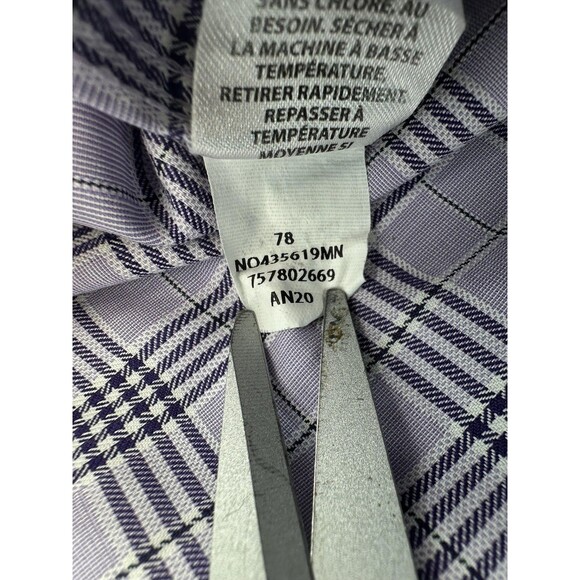 SANS CHLORE, AU
BESOIN. SÉCHER À
LA MACHINE À BASSE
TEMPÉRATURE.
RETIRER RAPIDEMENT.
REPASSER À
TEMPÉRATURE
MOYENNE SI
78
NO435619MN
757802669
AN20